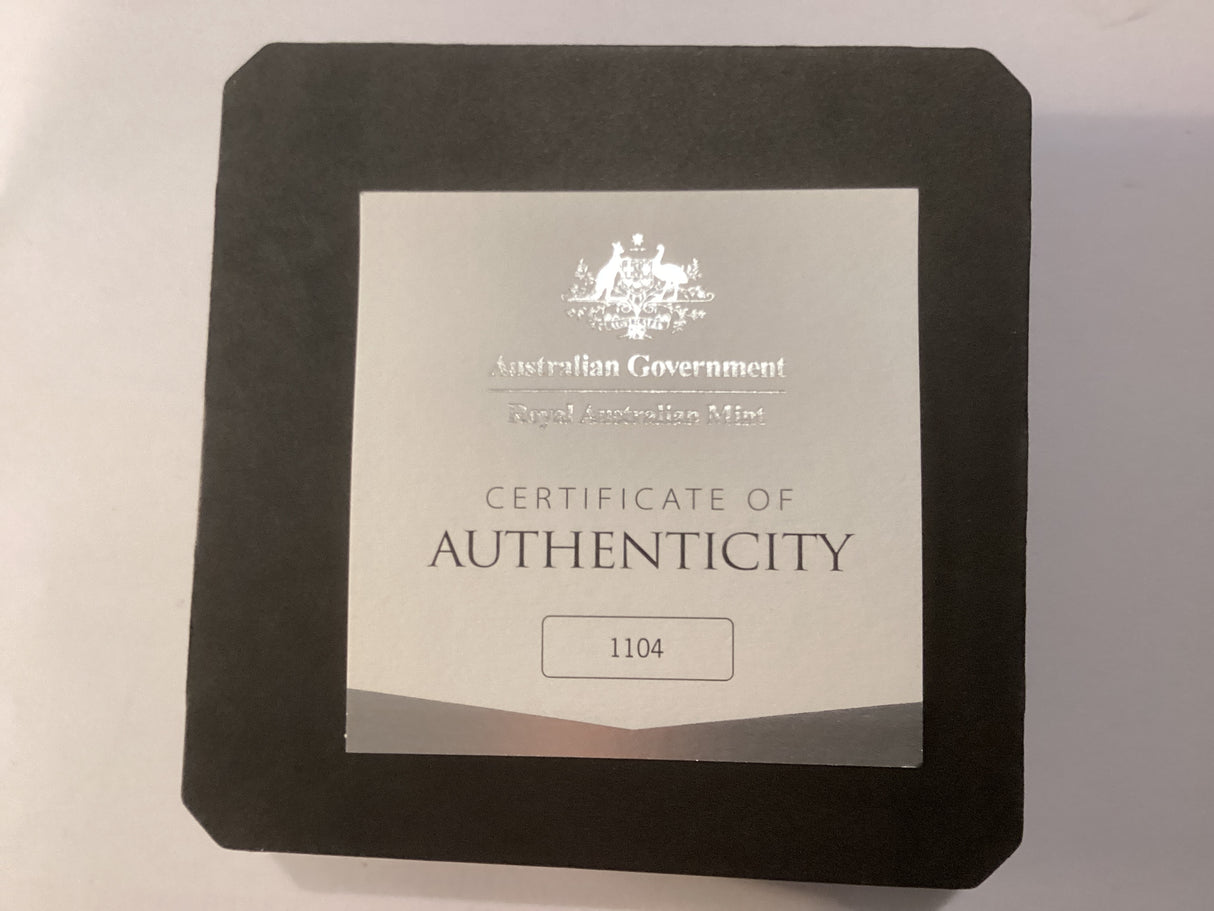 Australian Government
Royal Australian Mint
CERTIFICATE OF
AUTHENTICITY
1104